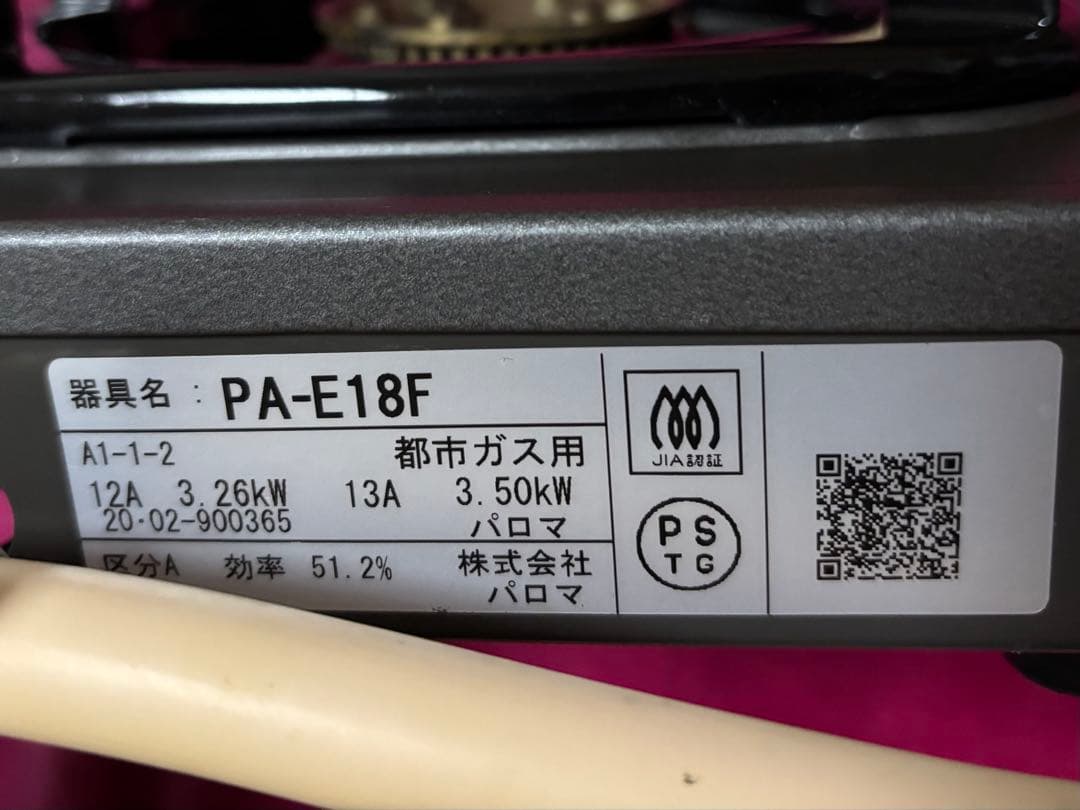 器具名 : PA-E18F
A1-1-2 都市ガス用
12A 3.26kW 13A 3.50kW
20・02-900365 パロマ
区分A 効率 51.2% 株式会社
パロマ
JIA認証
PS
TG